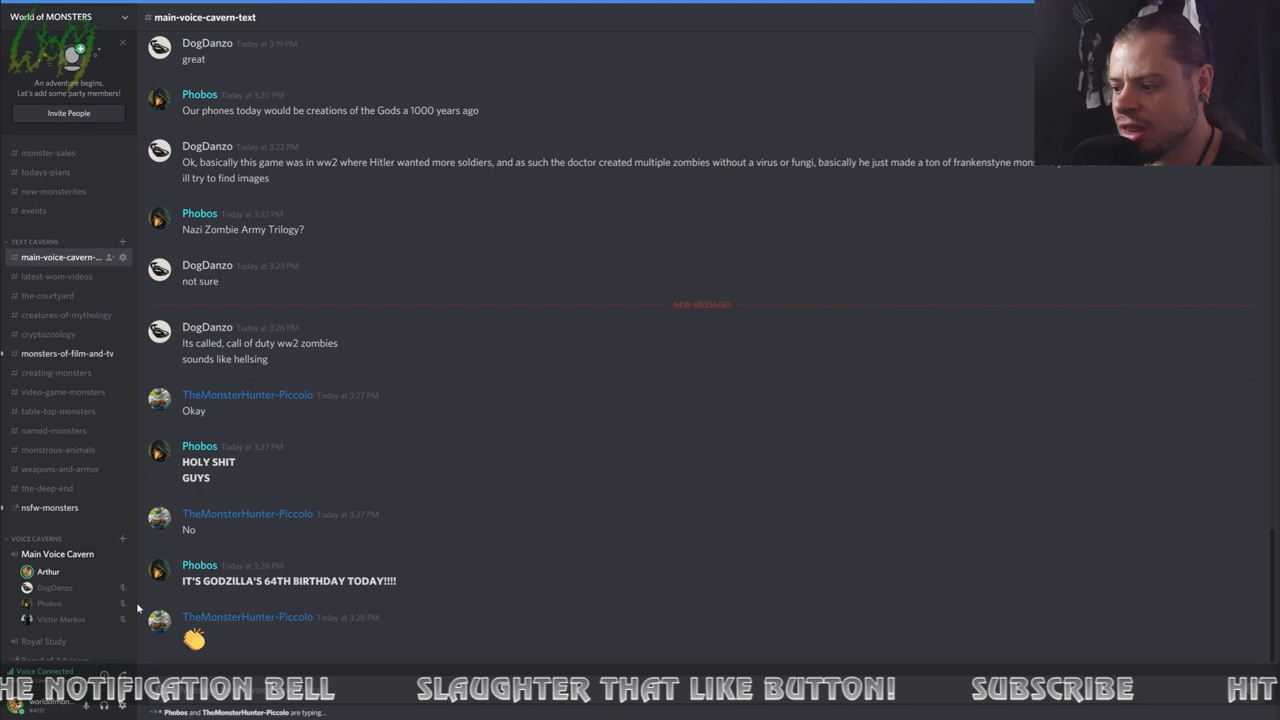 World of MONSTERS
An adventure begins.
Let's add some party members!
Invite People
# monster-sales
# todays-plans
# new-monsterites
# events
TEXT CAVERNS
# main-voice-cavern-...
# latest-wom-videos
# the-courtyard
# creatures-of-mythology
# cryptozoology
# monsters-of-film-and-tv
# creating-monsters
# video-game-monsters
# table-top-monsters
# named-monsters
# monstrous-animals
# weapons-and-armor
# the-deep-end
nsfw-monsters
VOICE CAVERNS
Main Voice Cavern
Arthur
DogDanzo
Phobos
Victor Markov
Royal Study
Voice Connected
#4212
# main-voice-cavern-text
DogDanzo Today at 3:19 PM
great
Phobos Today at 3:20 PM
Our phones today would be creations of the Gods a 1000 years ago
DogDanzo Today at 3:22 PM
Ok, basically this game was in ww2 where Hitler wanted more soldiers, and as such the doctor created multiple zombies without a virus or fungi, basically he just made a ton of frankenstyne
ill try to find images
Phobos Today at 3:22 PM
Nazi Zombie Army Trilogy?
DogDanzo Today at 3:23 PM
not sure
NEW MESSAGES
DogDanzo Today at 3:26 PM
Its called, call of duty ww2 zombies
sounds like hellsing
TheMonsterHunter-Piccolo Today at 3:27 PM
Okay
Phobos Today at 3:27 PM
HOLY SHIT
GUYS
TheMonsterHunter-Piccolo Today at 3:27 PM
No
Phobos Today at 3:28 PM
IT'S GODZILLA'S 64TH BIRTHDAY TODAY!!!!
TheMonsterHunter-Piccolo Today at 3:28 PM
HE NOTIFICATION BELL SLAUGHTER THAT LIKE BUTTON! SUBSCRIBE HIT
Phobos and TheMonsterHunter-Piccolo are typing...